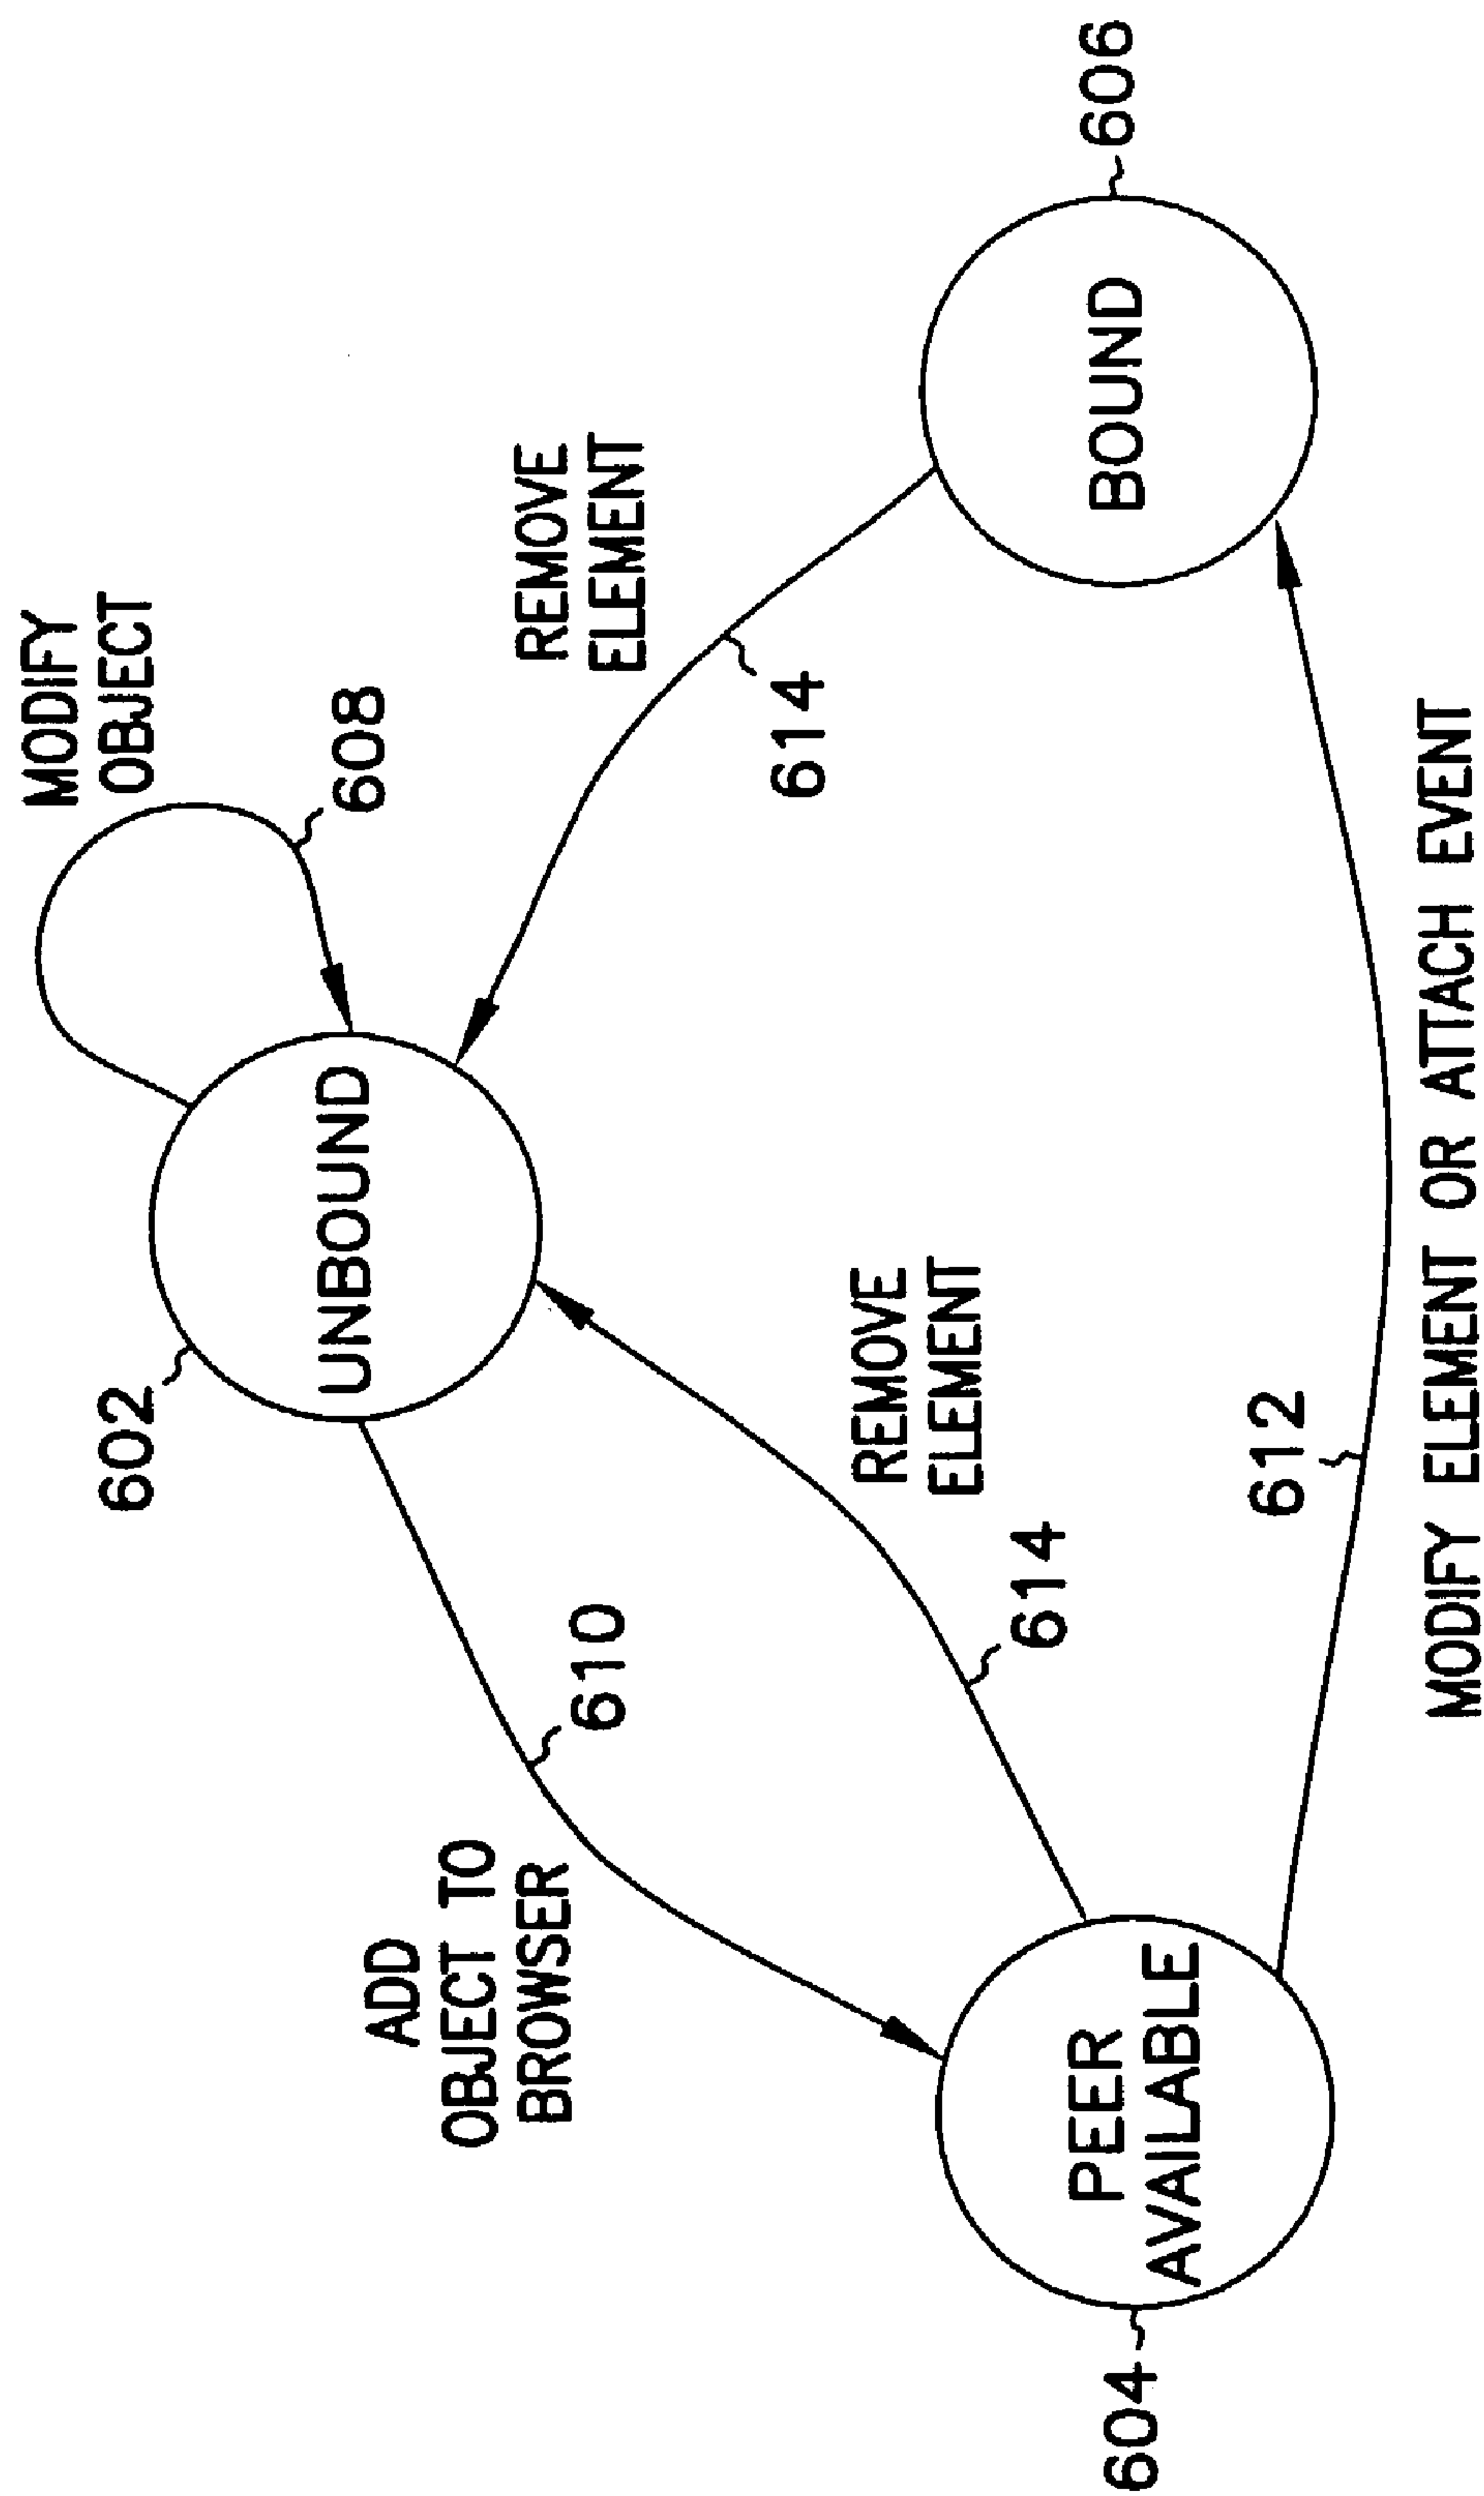 MODIFY
OBJECT
608
602
UNBOUND
ADD
OBJECT TO
BROWSER
610
REMOVE
ELEMENT
614
REMOVE
ELEMENT
614
604
PEER
AVAILABLE
BOUND
606
612
MODIFY ELEMENT OR ATTACH EVENT